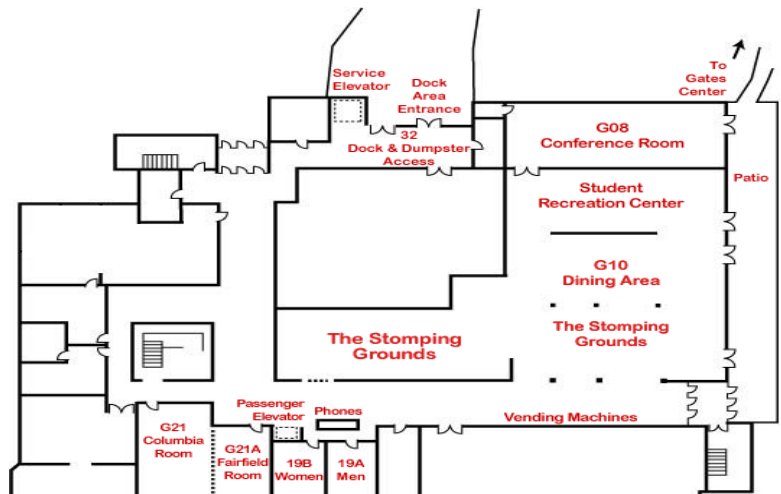 Service
Elevator
Dock
Area
Entrance
To
Gates
Center
32
Dock & Dumpster
Access
G08
Conference Room
Student
Recreation Center
Patio
G10
Dining Area
The Stomping
Grounds
The Stomping
Grounds
Passenger
Elevator
Phones
Vending Machines
G21
Columbia
Room
G21A
Fairfield
Room
19B
Women
19A
Men